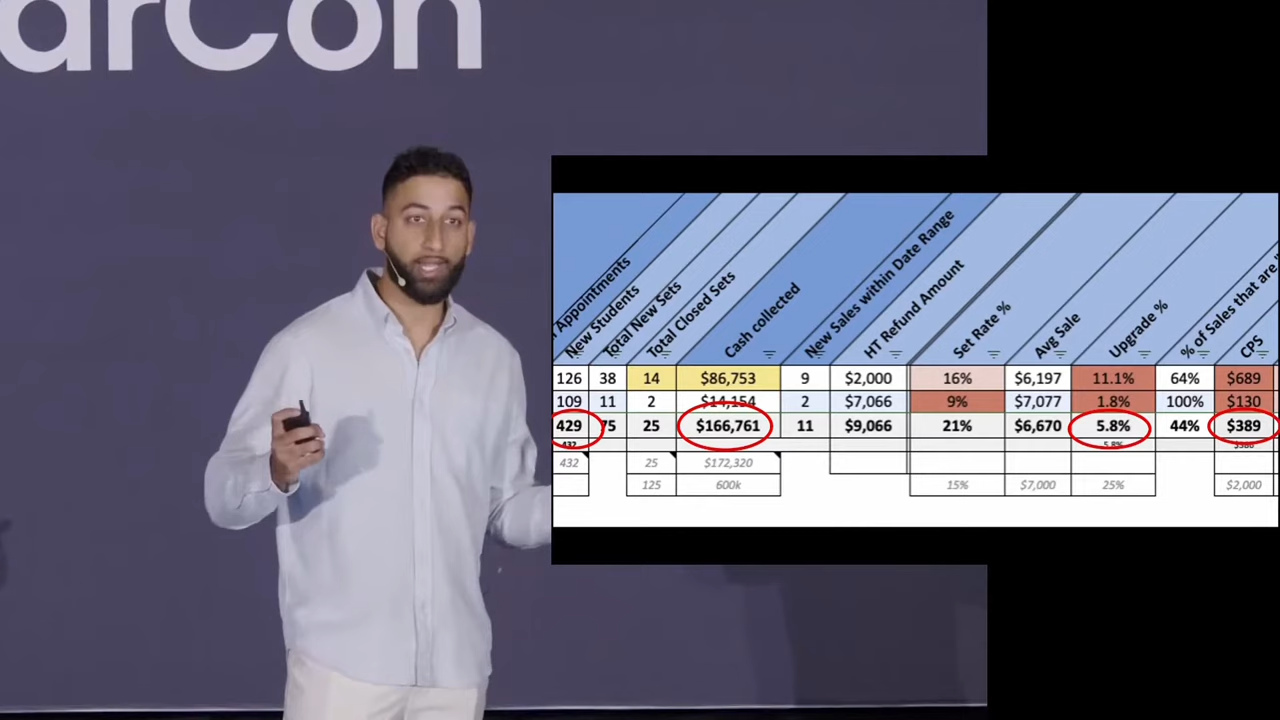 arCon
Appointments
New Students
Total New Sets
Total Closed Sets
Cash collected
New Sales within Date Range
HT Refund Amount
Set Rate %
Avg Sale
Upgrade %
% of Sales that are
CPS
126 38 14 $86,753 9 $2,000 16% $6,197 11.1% 64% $689
109 11 2 $14,154 2 $7,066 9% $7,077 1.8% 100% $130
429 75 25 $166,761 11 $9,066 21% $6,670 5.8% 44% $389
432 5.8% $386
432 25 $172,320
125 600k 15% $7,000 25% $2,000